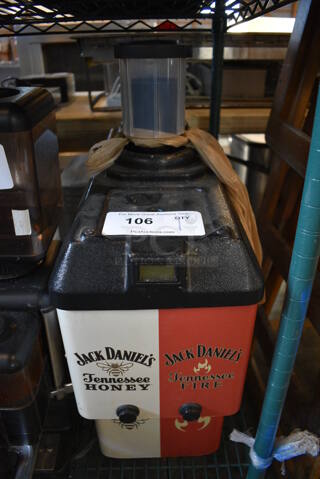 106
QTY
JACK DANIEL'S
Tennessee
HONEY
JACK DANIEL'S
Tennessee
FIRE